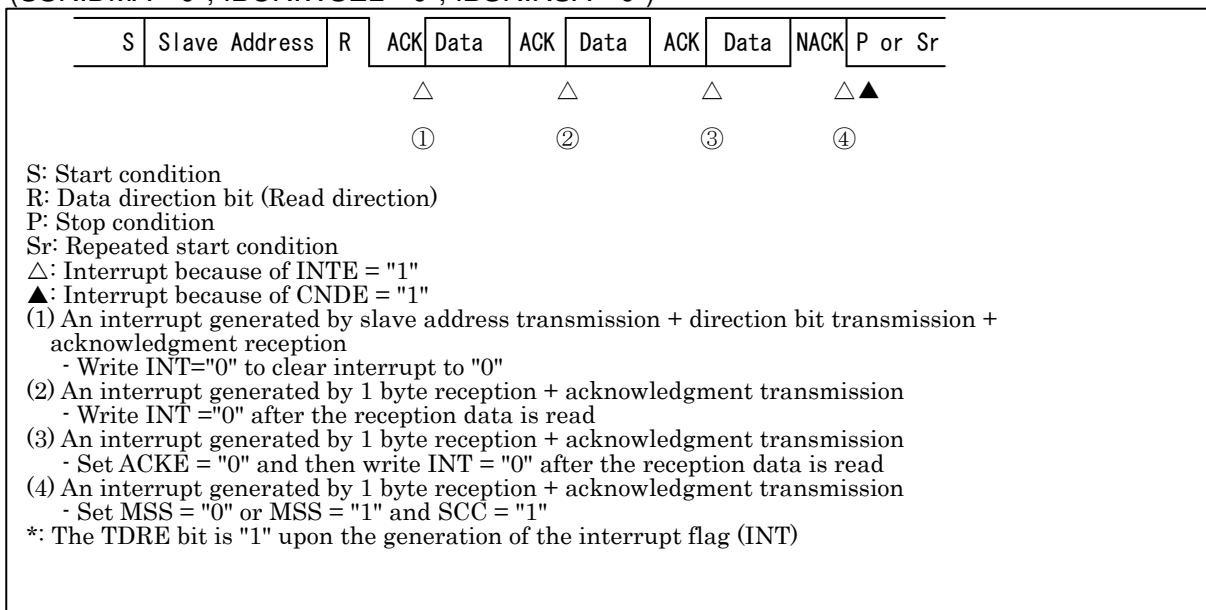 S Slave Address R ACK Data ACK Data ACK Data NACK P or Sr
△ △ △ △▲
① ② ③ ④
S: Start condition
R: Data direction bit (Read direction)
P: Stop condition
Sr: Repeated start condition
△: Interrupt because of INTE = "1"
▲: Interrupt because of CNDE = "1"
(1) An interrupt generated by slave address transmission + direction bit transmission +
acknowledgment reception
- Write INT="0" to clear interrupt to "0"
(2) An interrupt generated by 1 byte reception + acknowledgment transmission
- Write INT ="0" after the reception data is read
(3) An interrupt generated by 1 byte reception + acknowledgment transmission
- Set ACKE = "0" and then write INT = "0" after the reception data is read
(4) An interrupt generated by 1 byte reception + acknowledgment transmission
- Set MSS = "0" or MSS = "1" and SCC = "1"
*: The TDRE bit is "1" upon the generation of the interrupt flag (INT)